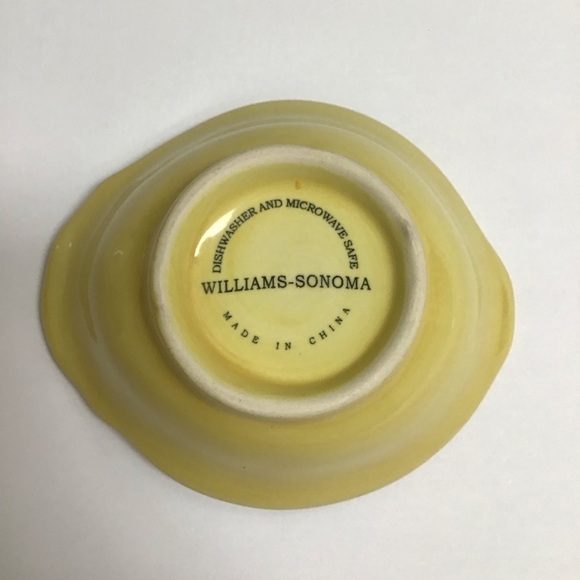 DISHWASHER AND MICROWAVE SAFE
WILLIAMS-SONOMA
MADE IN CHINA